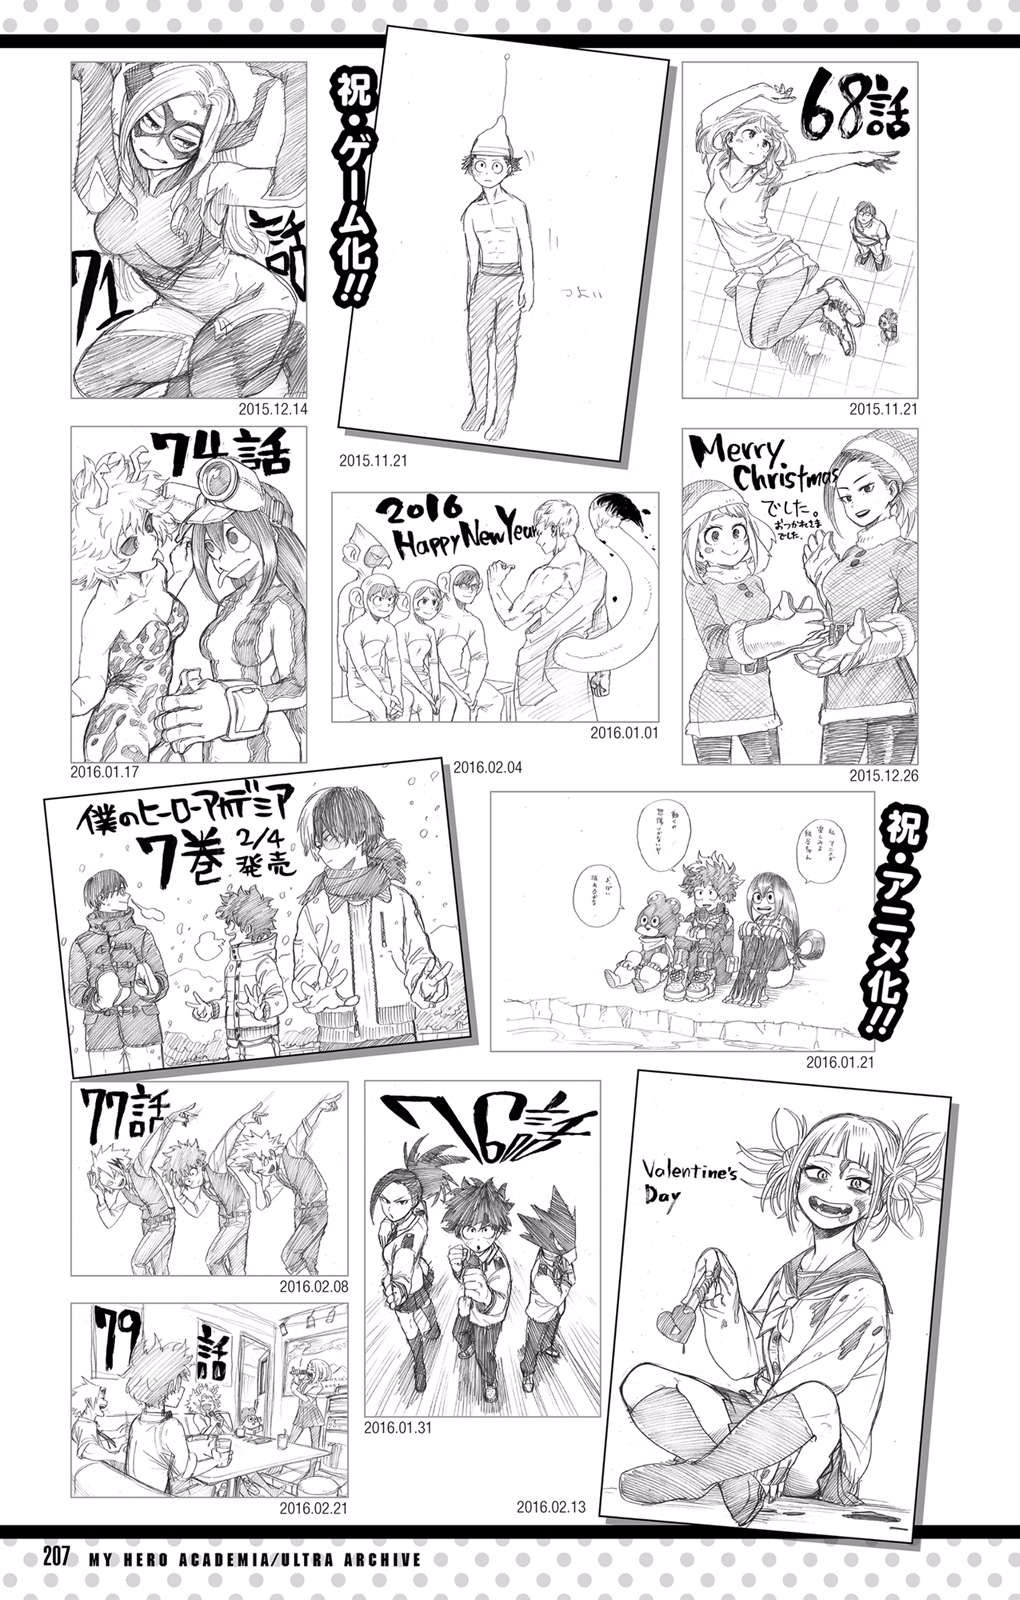 祝・ゲーム化!!
71話
2015.12.14
つよい
2015.11.21
68話
2015.11.21
74話
2016.01.17
2016
Happy New Year
2016.01.01
Merry
Christmas
でした。
おつかれさま
でした。
2015.12.26
2016.02.04
僕のヒーローアカデミア
7巻 2/4
発売
祝・アニメ化!!
2016.01.21
77話
2016.02.08
76話
2016.01.31
Valentine's
Day
2016.02.13
79話
2016.02.21
207 MY HERO ACADEMIA/ULTRA ARCHIVE